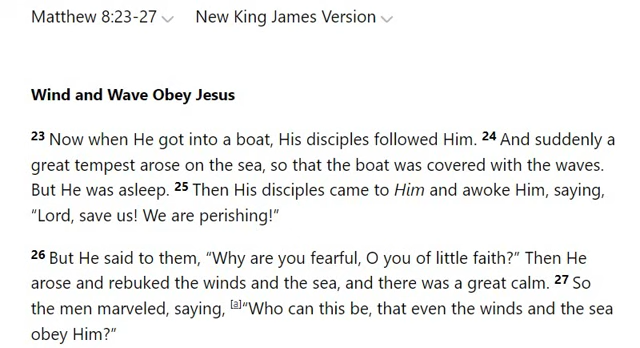 Matthew 8:23-27 New King James Version
Wind and Wave Obey Jesus
23 Now when He got into a boat, His disciples followed Him. 24 And suddenly a
great tempest arose on the sea, so that the boat was covered with the waves.
But He was asleep. 25 Then His disciples came to Him and awoke Him, saying,
“Lord, save us! We are perishing!”
26 But He said to them, “Why are you fearful, O you of little faith?” Then He
arose and rebuked the winds and the sea, and there was a great calm. 27 So
the men marveled, saying, [a]“Who can this be, that even the winds and the sea
obey Him?”